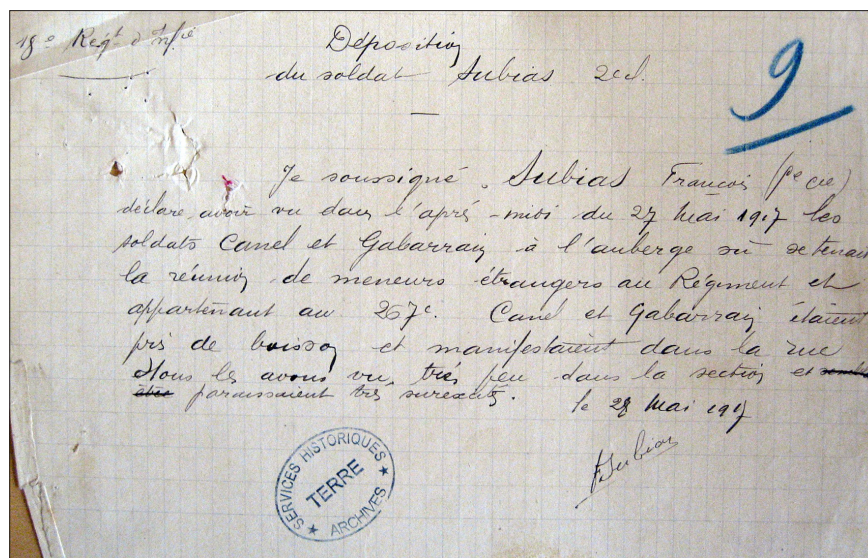 18e Régt d'Infie
Déposition
du soldat Subias 2e cl.
9
Je soussigné, Subias François (1e cie)
déclare avoir vu dans l'après-midi du 27 Mai 1917 les
soldats Canel et Gabarrain à l'auberge où se tenait
la réunion de meneurs étrangers au Régiment et
appartenant au 267e. Canel et Gabarrain étaient
pris de boisson et manifestaient dans la rue
Nous les avons vu très peu dans la section et
paraissaient très surexcités. le 28 Mai 1917
F. Subias
SERVICES HISTORIQUES
TERRE
ARCHIVES